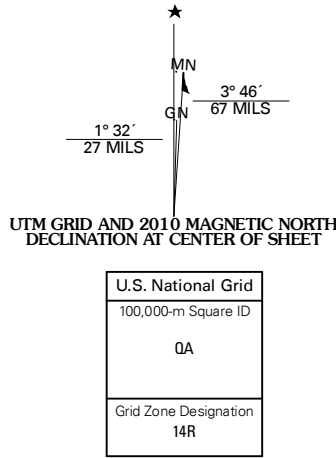 ★
MN
3° 46´
GN
67 MILS
1° 32´
27 MILS
UTM GRID AND 2010 MAGNETIC NORTH
DECLINATION AT CENTER OF SHEET
U.S. National Grid
100,000-m Square ID
QA
Grid Zone Designation
14R